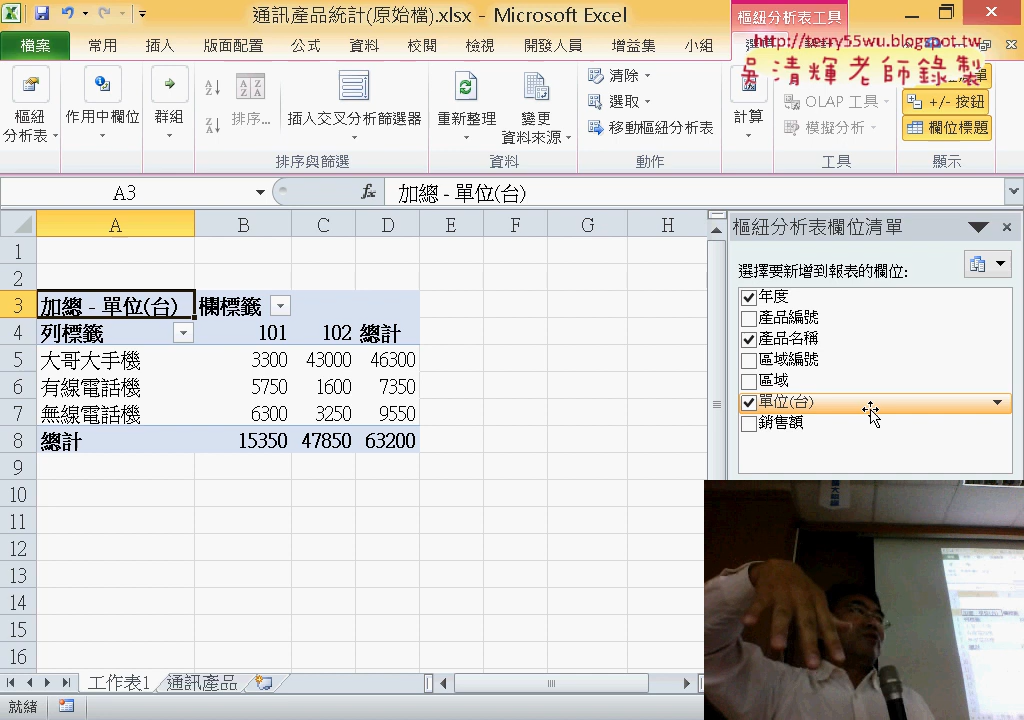 通訊產品統計(原始檔).xlsx - Microsoft Excel
樞紐分析表工具
檔案 常用 插入 版面配置 公式 資料 校閱 檢視 開發人員 增益集 小組
http://terry55wu.blogspot.tw
吳清輝老師錄製
樞紐分析表 作用中欄位 群組 排序... 插入交叉分析篩選器 重新整理 變更資料來源 清除 選取 移動樞紐分析表 計算 OLAP 工具 模擬分析 +/- 按鈕 欄位標題
排序與篩選 資料 動作 工具 顯示
A3 fx 加總 - 單位(台)
A B C D E F G H
1
2
3 加總 - 單位(台) 欄標籤
4 列標籤 101 102 總計
5 大哥大手機 3300 43000 46300
6 有線電話機 5750 1600 7350
7 無線電話機 6300 3250 9550
8 總計 15350 47850 63200
9
10
11
12
13
14
15
16
樞紐分析表欄位清單
選擇要新增到報表的欄位:
年度
產品編號
產品名稱
區域編號
區域
單位(台)
銷售額
工作表1 通訊產品
就緒